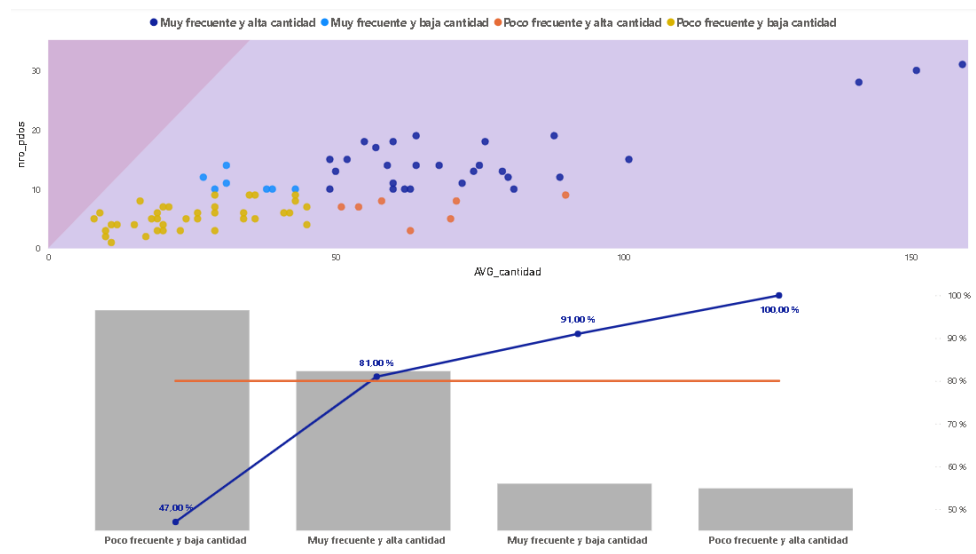 Muy frecuente y alta cantidad Muy frecuente y baja cantidad Poco frecuente y alta cantidad Poco frecuente y baja cantidad
30
20
nro_pdos
10
0
0 50 100 150
AVG_cantidad
100 %
100,00 %
91,00 %
90 %
81,00 %
80 %
70 %
60 %
47,00 %
50 %
Poco frecuente y baja cantidad Muy frecuente y alta cantidad Muy frecuente y baja cantidad Poco frecuente y alta cantidad